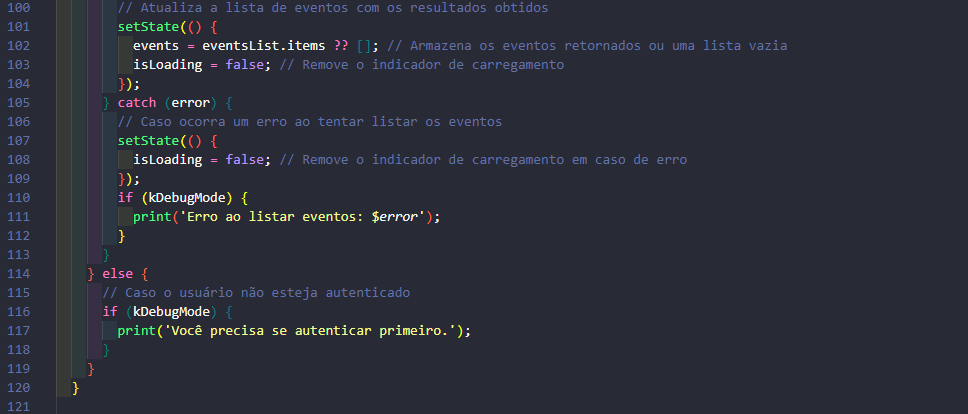 100 // Atualiza a lista de eventos com os resultados obtidos
101 setState(() {
102 events = eventsList.items ?? []; // Armazena os eventos retornados ou uma lista vazia
103 isLoading = false; // Remove o indicador de carregamento
104 });
105 } catch (error) {
106 // Caso ocorra um erro ao tentar listar os eventos
107 setState(() {
108 isLoading = false; // Remove o indicador de carregamento em caso de erro
109 });
110 if (kDebugMode) {
111 print('Erro ao listar eventos: $error');
112 }
113 }
114 } else {
115 // Caso o usuário não esteja autenticado
116 if (kDebugMode) {
117 print('Você precisa se autenticar primeiro.');
118 }
119 }
120 }
121